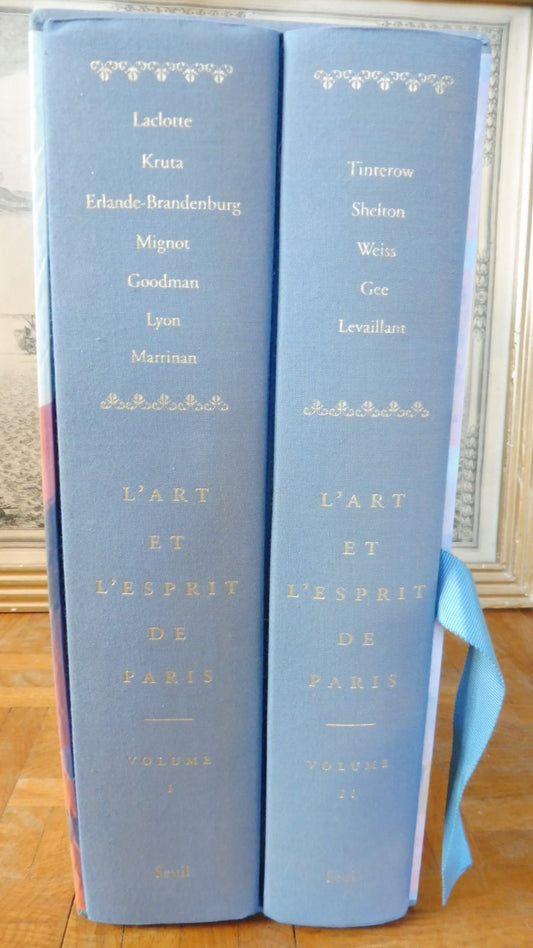 Laclotte
Kruta
Erlande-Brandenburg
Mignot
Goodman
Lyon
Marrinan
L'ART
ET
L'ESPRIT
DE
PARIS
VOLUME
I
Seuil
Tinterow
Shelton
Weiss
Gee
Levaillant
L'ART
ET
L'ESPRIT
DE
PARIS
VOLUME
II
Seuil